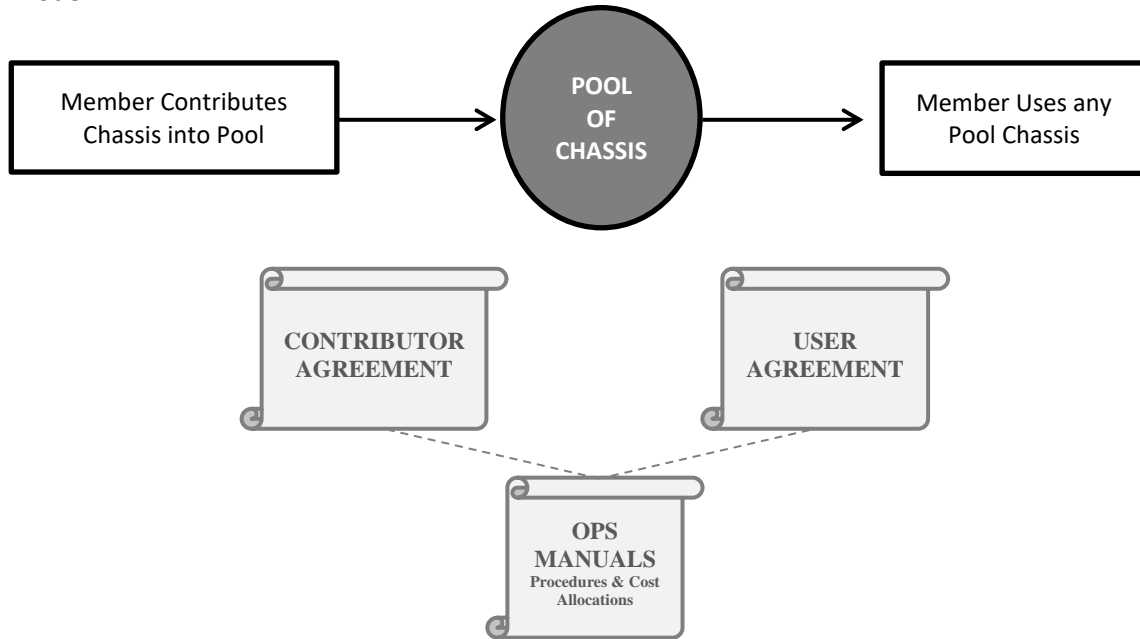 Member Contributes
Chassis into Pool
POOL
OF
CHASSIS
Member Uses any
Pool Chassis
CONTRIBUTOR
AGREEMENT
USER
AGREEMENT
OPS
MANUALS
Procedures & Cost
Allocations